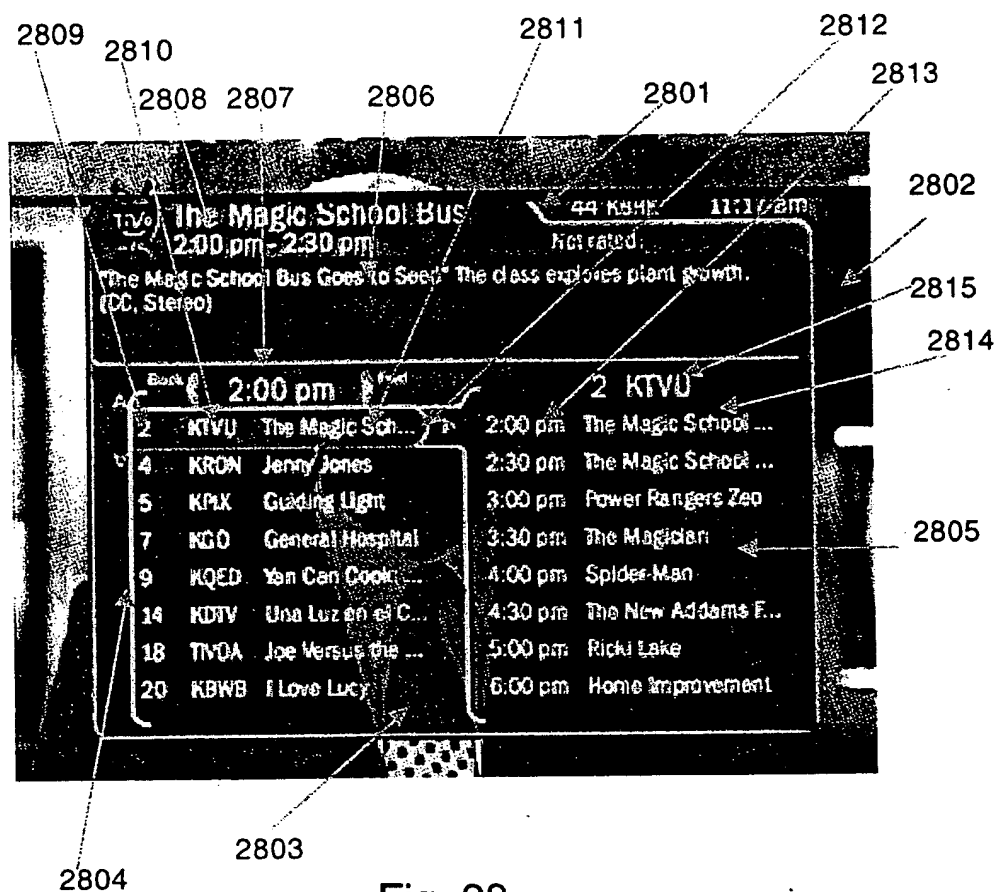 2809
2810
2811
2812
2813
2808
2807
2806
2801
2802
2815
2814
2805
TiVo
The Magic School Bus
44 KBHK 11:17 am
2:00 pm - 2:30 pm
Not rated.
"The Magic School Bus Goes to Seed" The class explores plant growth.
(CC, Stereo)
2:00 pm
2 KTVU
2 KTVU The Magic Sch...
2:00 pm The Magic School ...
4 KRON Jenny Jones
2:30 pm The Magic School ...
5 KPIX Guiding Light
3:00 pm Power Rangers Zeo
7 KGO General Hospital
3:30 pm The Magician
9 KQED Yan Can Cook: ...
4:00 pm Spider-Man
14 KDTV Una Luz en el C...
4:30 pm The New Addams F...
18 TIVOA Joe Versus the ...
5:00 pm Ricki Lake
20 KBWB I Love Lucy
6:00 pm Home Improvement
2803
2804